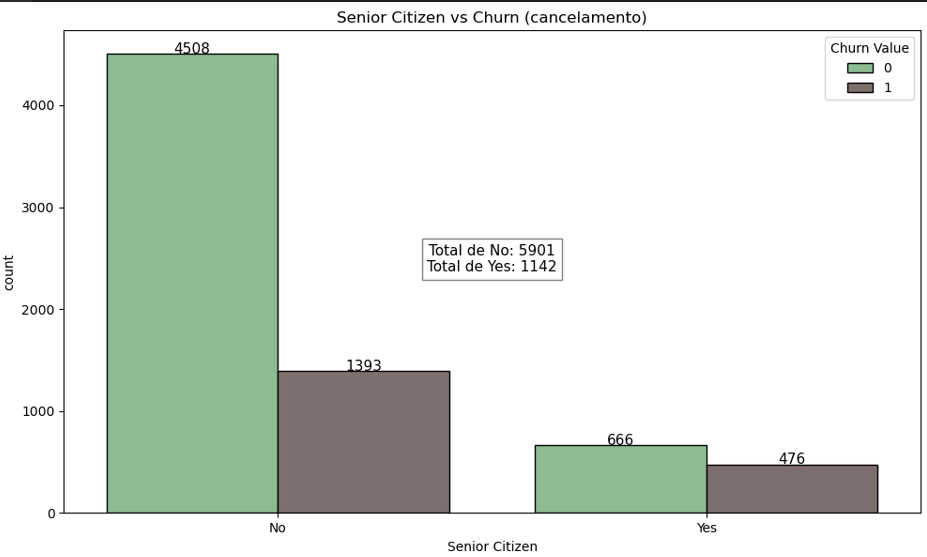 Senior Citizen vs Churn (cancelamento)
4508
Churn Value
0
1
4000
3000
Total de No: 5901
Total de Yes: 1142
count
2000
1393
1000
666
476
0
No
Yes
Senior Citizen